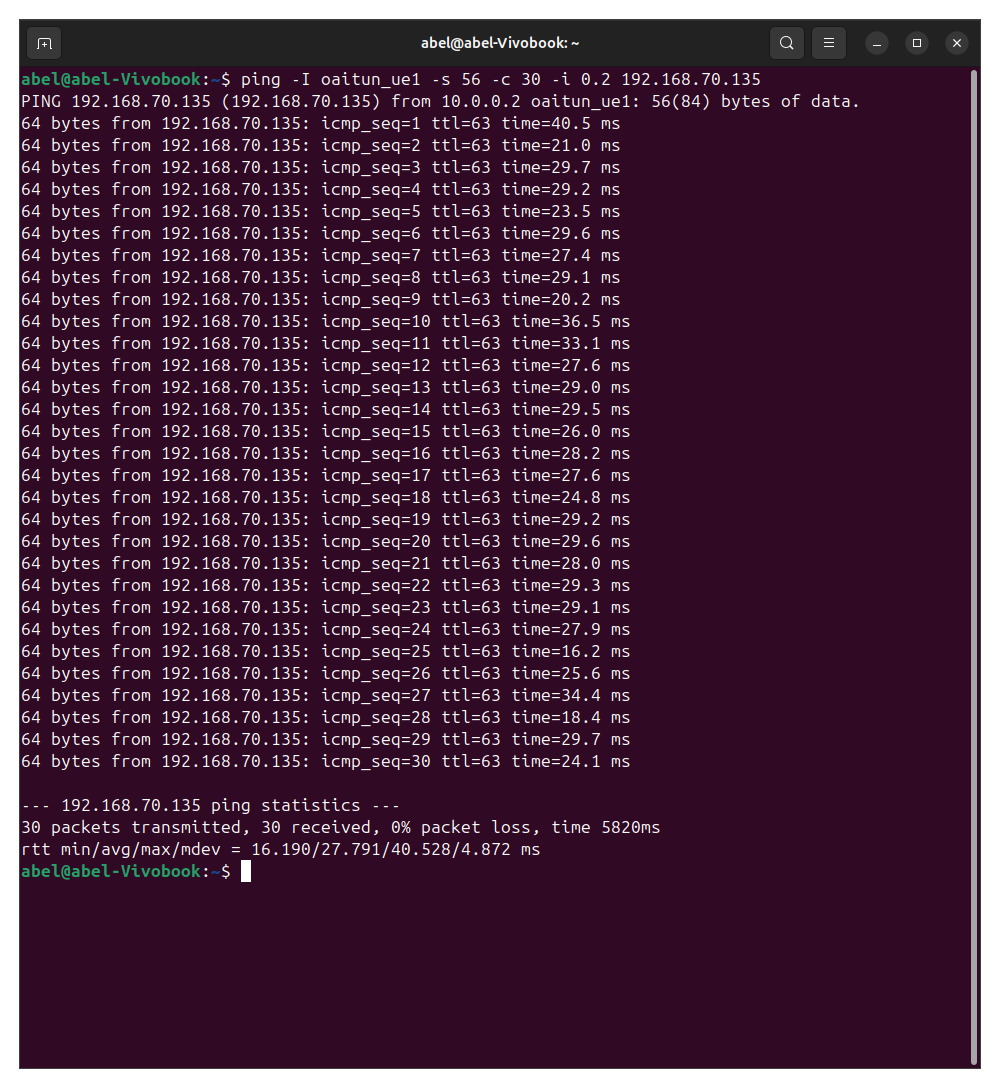 abel@abel-Vivobook: ~
abel@abel-Vivobook:~$ ping -I oaitun_ue1 -s 56 -c 30 -i 0.2 192.168.70.135
PING 192.168.70.135 (192.168.70.135) from 10.0.0.2 oaitun_ue1: 56(84) bytes of data.
64 bytes from 192.168.70.135: icmp_seq=1 ttl=63 time=40.5 ms
64 bytes from 192.168.70.135: icmp_seq=2 ttl=63 time=21.0 ms
64 bytes from 192.168.70.135: icmp_seq=3 ttl=63 time=29.7 ms
64 bytes from 192.168.70.135: icmp_seq=4 ttl=63 time=29.2 ms
64 bytes from 192.168.70.135: icmp_seq=5 ttl=63 time=23.5 ms
64 bytes from 192.168.70.135: icmp_seq=6 ttl=63 time=29.6 ms
64 bytes from 192.168.70.135: icmp_seq=7 ttl=63 time=27.4 ms
64 bytes from 192.168.70.135: icmp_seq=8 ttl=63 time=29.1 ms
64 bytes from 192.168.70.135: icmp_seq=9 ttl=63 time=20.2 ms
64 bytes from 192.168.70.135: icmp_seq=10 ttl=63 time=36.5 ms
64 bytes from 192.168.70.135: icmp_seq=11 ttl=63 time=33.1 ms
64 bytes from 192.168.70.135: icmp_seq=12 ttl=63 time=27.6 ms
64 bytes from 192.168.70.135: icmp_seq=13 ttl=63 time=29.0 ms
64 bytes from 192.168.70.135: icmp_seq=14 ttl=63 time=29.5 ms
64 bytes from 192.168.70.135: icmp_seq=15 ttl=63 time=26.0 ms
64 bytes from 192.168.70.135: icmp_seq=16 ttl=63 time=28.2 ms
64 bytes from 192.168.70.135: icmp_seq=17 ttl=63 time=27.6 ms
64 bytes from 192.168.70.135: icmp_seq=18 ttl=63 time=24.8 ms
64 bytes from 192.168.70.135: icmp_seq=19 ttl=63 time=29.2 ms
64 bytes from 192.168.70.135: icmp_seq=20 ttl=63 time=29.6 ms
64 bytes from 192.168.70.135: icmp_seq=21 ttl=63 time=28.0 ms
64 bytes from 192.168.70.135: icmp_seq=22 ttl=63 time=29.3 ms
64 bytes from 192.168.70.135: icmp_seq=23 ttl=63 time=29.1 ms
64 bytes from 192.168.70.135: icmp_seq=24 ttl=63 time=27.9 ms
64 bytes from 192.168.70.135: icmp_seq=25 ttl=63 time=16.2 ms
64 bytes from 192.168.70.135: icmp_seq=26 ttl=63 time=25.6 ms
64 bytes from 192.168.70.135: icmp_seq=27 ttl=63 time=34.4 ms
64 bytes from 192.168.70.135: icmp_seq=28 ttl=63 time=18.4 ms
64 bytes from 192.168.70.135: icmp_seq=29 ttl=63 time=29.7 ms
64 bytes from 192.168.70.135: icmp_seq=30 ttl=63 time=24.1 ms
--- 192.168.70.135 ping statistics ---
30 packets transmitted, 30 received, 0% packet loss, time 5820ms
rtt min/avg/max/mdev = 16.190/27.791/40.528/4.872 ms
abel@abel-Vivobook:~$